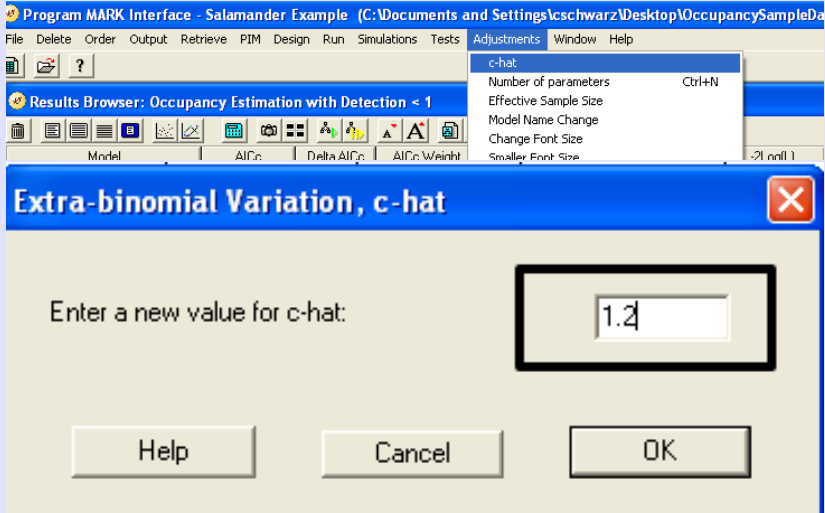 Program MARK Interface - Salamander Example (C:\Documents and Settings\cschwarz\Desktop\OccupancySampleDa
File Delete Order Output Retrieve PIM Design Run Simulations Tests Adjustments Window Help
c-hat
Number of parameters Ctrl+N
Effective Sample Size
Model Name Change
Change Font Size
Smaller Font Size
Results Browser: Occupancy Estimation with Detection < 1
Model AICc Delta AICc AICc Weight -2Log(L)
Extra-binomial Variation, c-hat
Enter a new value for c-hat:
1.2
Help Cancel OK